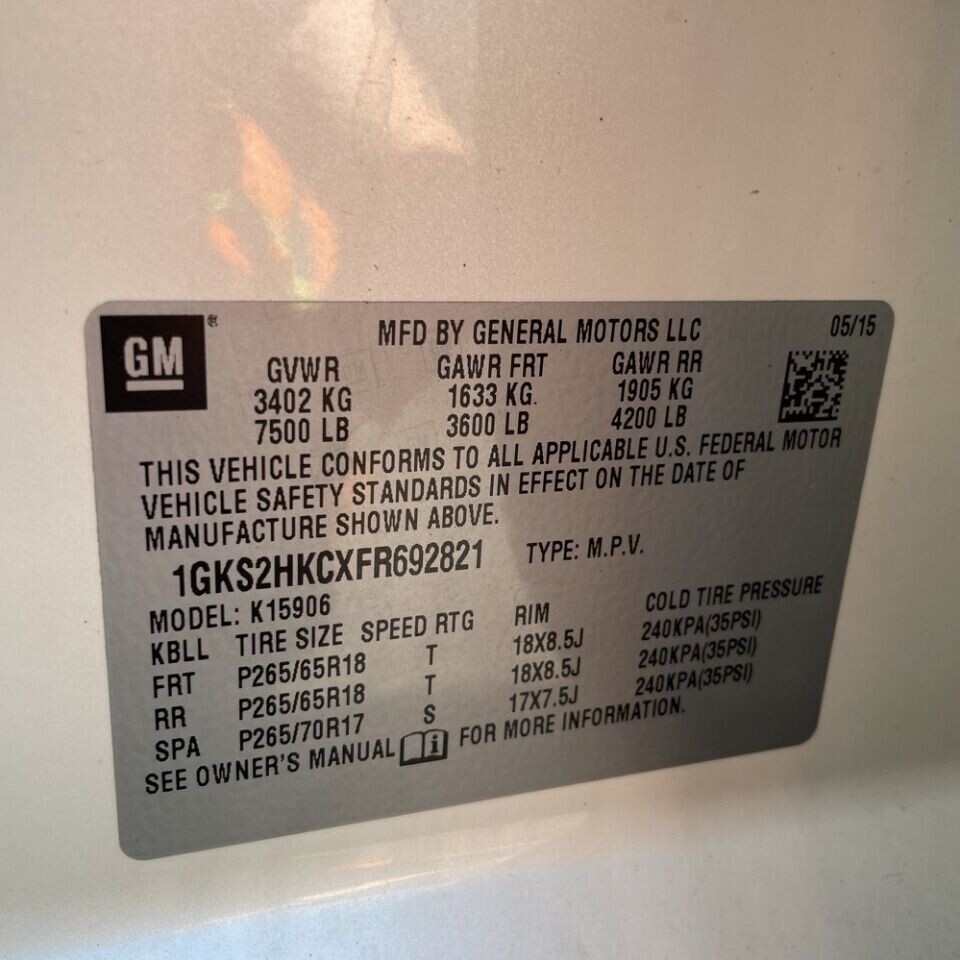 GM ®
MFD BY GENERAL MOTORS LLC 05/15
GVWR GAWR FRT GAWR RR
3402 KG 1633 KG. 1905 KG
7500 LB 3600 LB 4200 LB
THIS VEHICLE CONFORMS TO ALL APPLICABLE U.S. FEDERAL MOTOR
VEHICLE SAFETY STANDARDS IN EFFECT ON THE DATE OF
MANUFACTURE SHOWN ABOVE.
1GKS2HKCXFR692821 TYPE: M.P.V.
MODEL: K15906
KBLL TIRE SIZE SPEED RTG RIM COLD TIRE PRESSURE
FRT P265/65R18 T 18X8.5J 240KPA(35PSI)
RR P265/65R18 T 18X8.5J 240KPA(35PSI)
SPA P265/70R17 S 17X7.5J 240KPA(35PSI)
SEE OWNER'S MANUAL i FOR MORE INFORMATION.